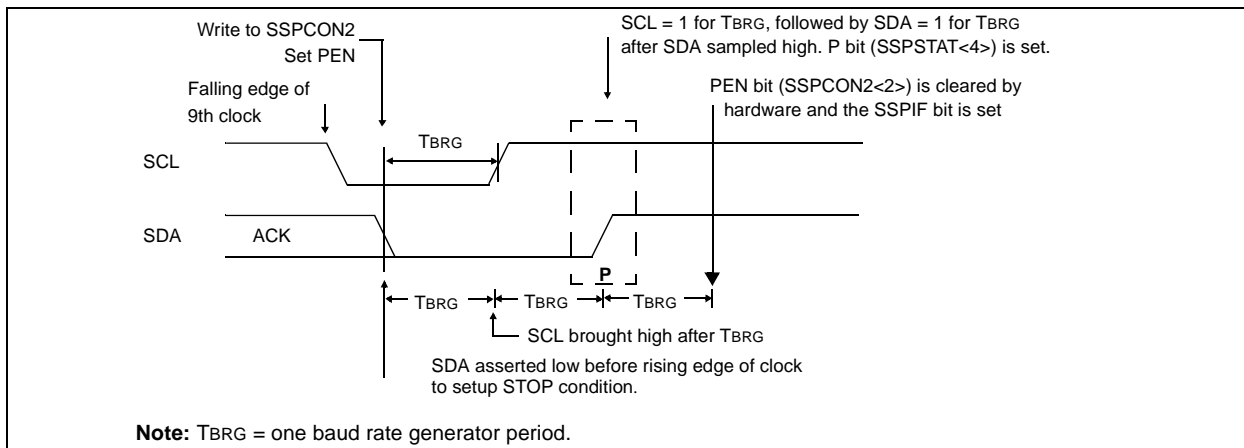 Write to SSPCON2
Set PEN
SCL = 1 for TBRG, followed by SDA = 1 for TBRG
after SDA sampled high. P bit (SSPSTAT<4>) is set.
Falling edge of
9th clock
PEN bit (SSPCON2<2>) is cleared by
hardware and the SSPIF bit is set
TBRG
SCL
SDA
ACK
P
TBRG
TBRG
TBRG
SCL brought high after TBRG
SDA asserted low before rising edge of clock
to setup STOP condition.
Note: TBRG = one baud rate generator period.